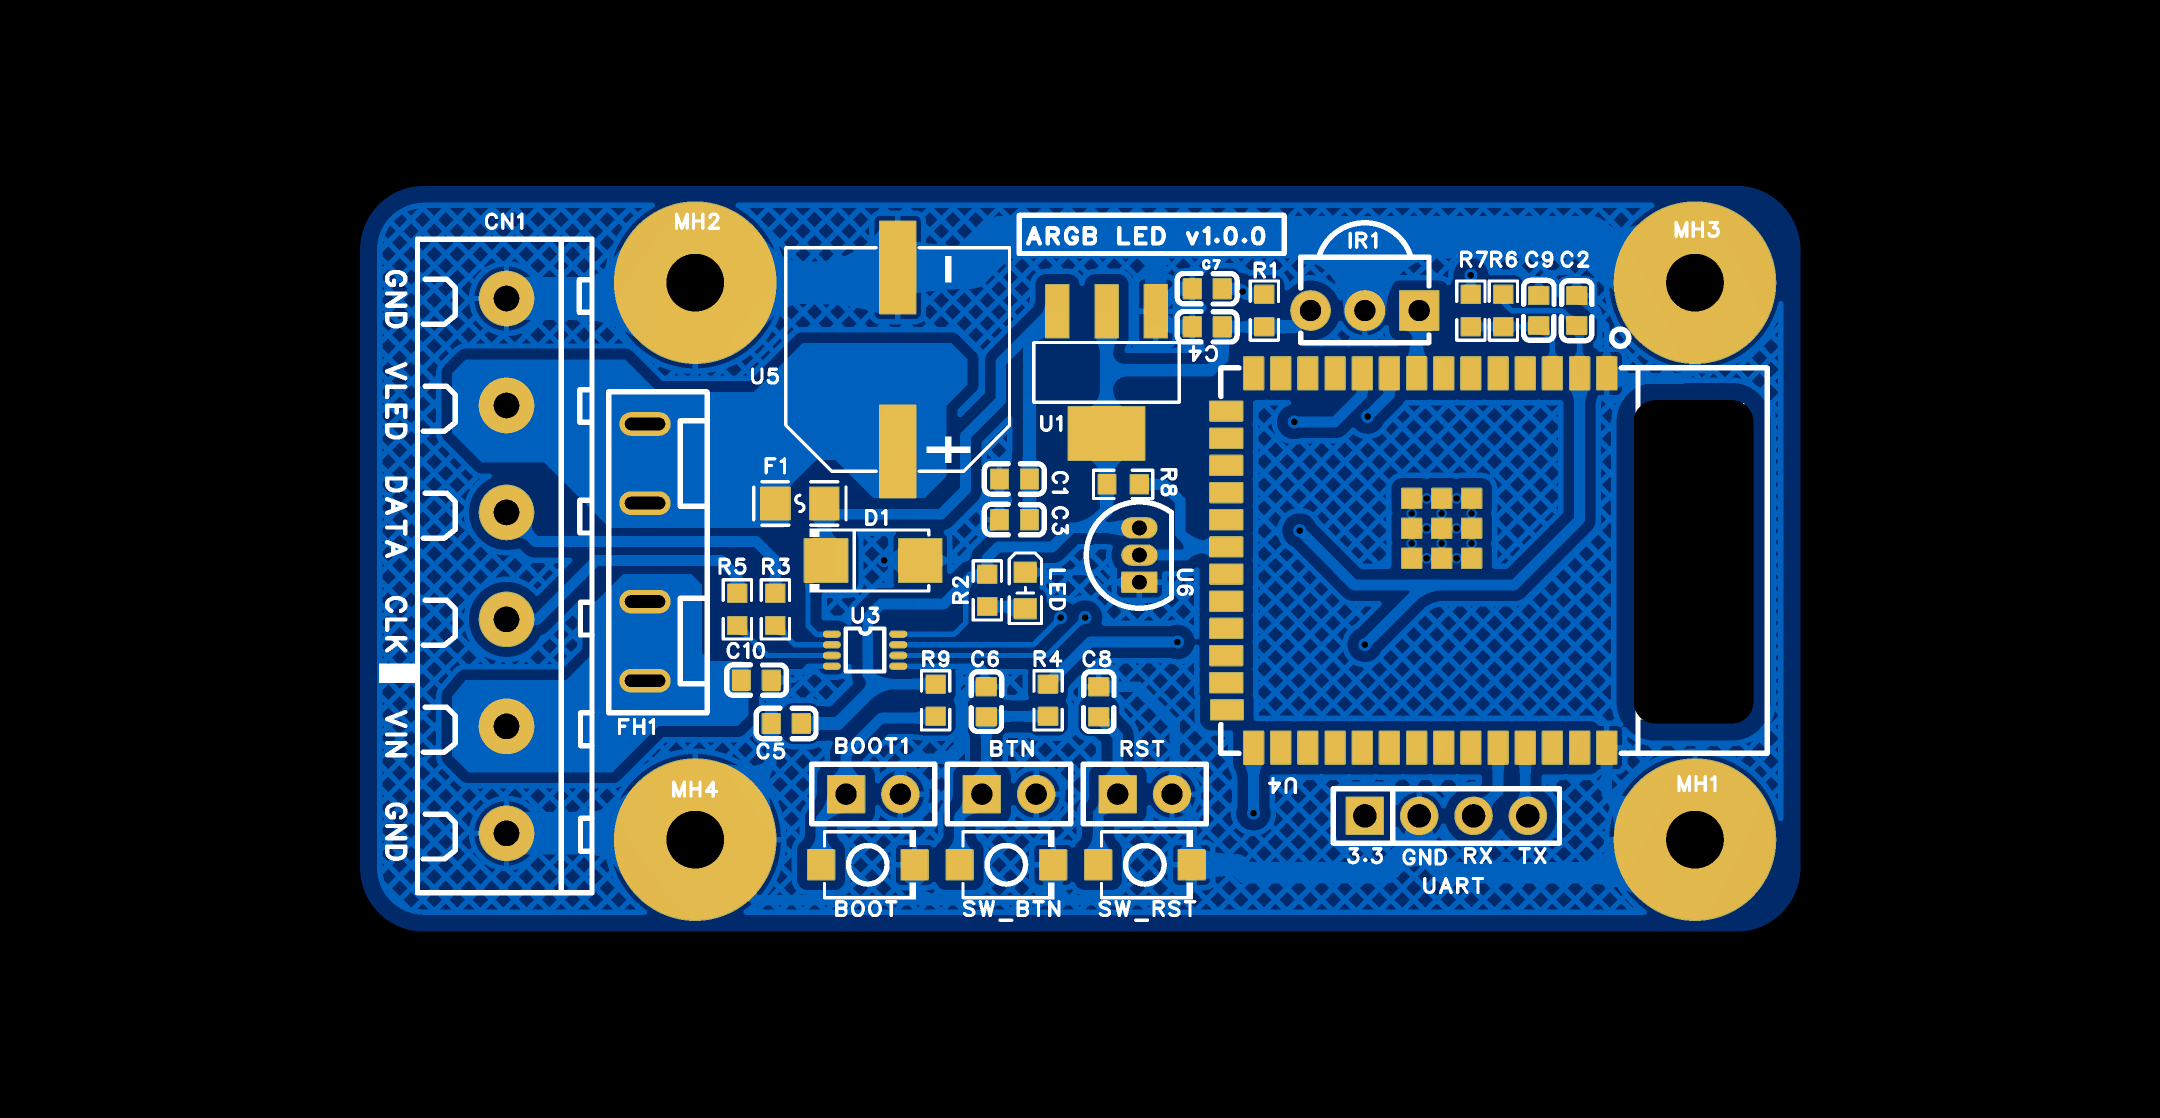 CN1
MH2
ARGB LED v1.0.0
IR1
MH3
C7
R1
R7
R6
C9
C2
GND
VLED
DATA
CLK
VIN
GND
C4
U5
U1
F1
C1
R8
C3
D1
R5
R3
R2
LED
U6
U3
C10
R9
C6
R4
C8
FH1
C5
BOOT1
BTN
RST
MH4
U4
MH1
3.3
GND
RX
TX
UART
BOOT
SW_BTN
SW_RST